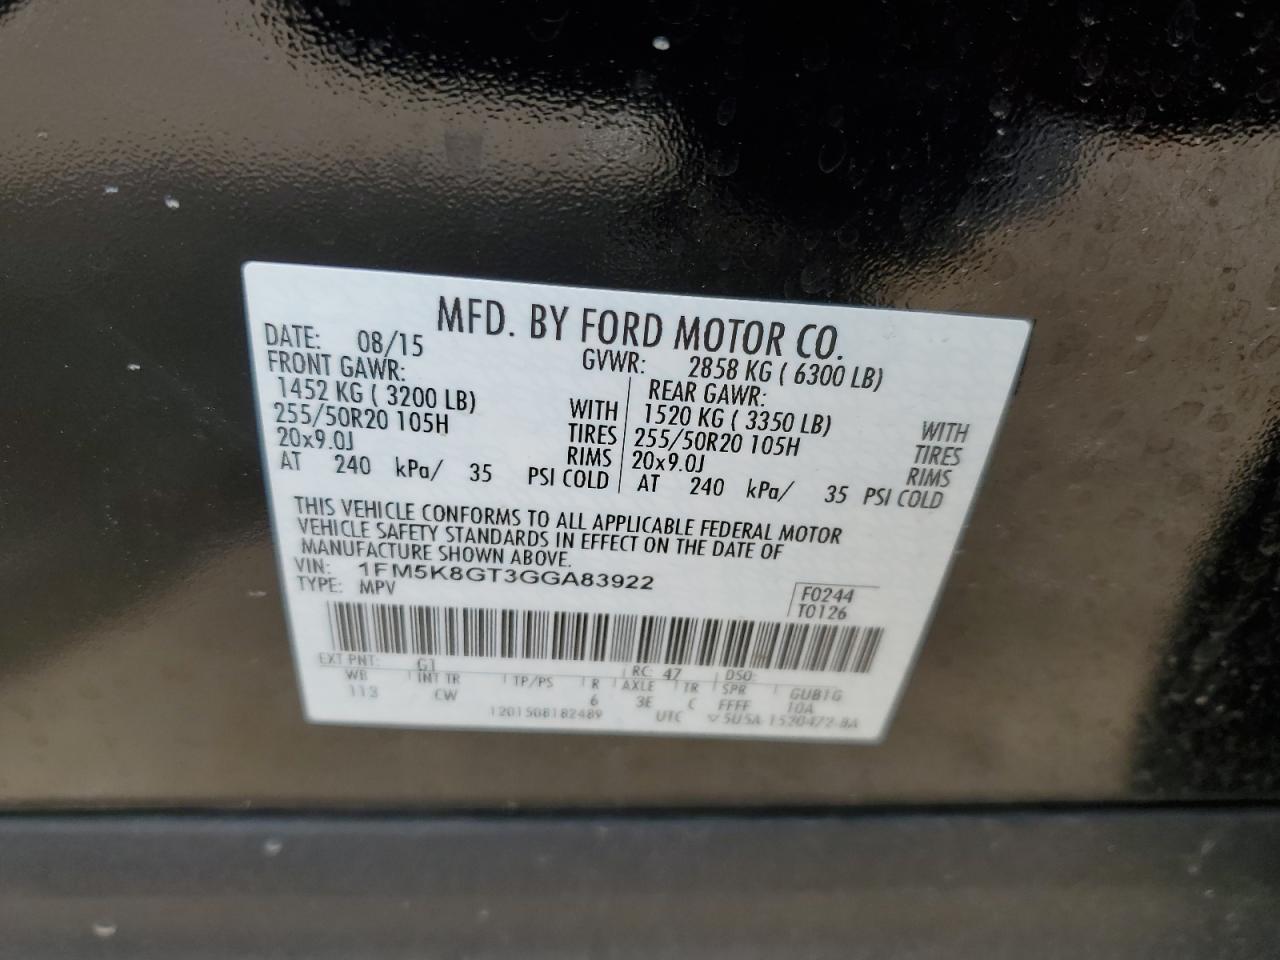 MFD. BY FORD MOTOR CO.
DATE: 08/15 GVWR: 2858 KG ( 6300 LB)
FRONT GAWR: REAR GAWR:
1452 KG ( 3200 LB) WITH 1520 KG ( 3350 LB) WITH
255/50R20 105H TIRES 255/50R20 105H TIRES
20x9.0J RIMS 20x9.0J RIMS
AT 240 kPa/ 35 PSI COLD AT 240 kPa/ 35 PSI COLD
THIS VEHICLE CONFORMS TO ALL APPLICABLE FEDERAL MOTOR
VEHICLE SAFETY STANDARDS IN EFFECT ON THE DATE OF
MANUFACTURE SHOWN ABOVE.
VIN: 1FM5K8GT3GGA83922
TYPE: MPV
F0244
T0126
EXT PNT: G1 RC: 47 DSO:
WB INT TR TP/PS R AXLE TR SPR GUB1G
113 CW 6 3E C FFFF 10A
1201508182489 UTC ▽5U5A-1520472-BA